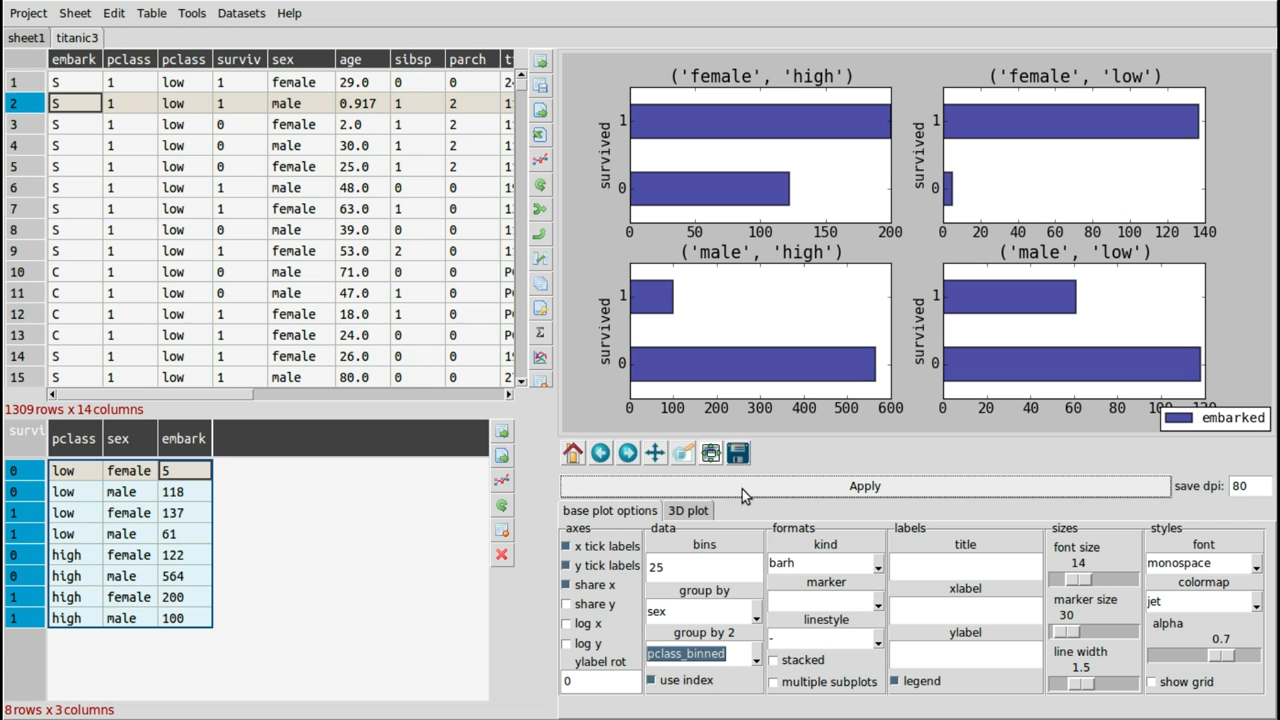 Project Sheet Edit Table Tools Datasets Help
sheet1 titanic3
embark pclass pclass surviv sex age sibsp parch
1 S 1 low 1 female 29.0 0 0
2 S 1 low 1 male 0.917 1 2
3 S 1 low 0 female 2.0 1 2
4 S 1 low 0 male 30.0 1 2
5 S 1 low 0 female 25.0 1 2
6 S 1 low 1 male 48.0 0 0
7 S 1 low 1 female 63.0 1 0
8 S 1 low 0 male 39.0 0 0
9 S 1 low 1 female 53.0 2 0
10 C 1 low 0 male 71.0 0 0
11 C 1 low 0 male 47.0 1 0
12 C 1 low 1 female 18.0 1 0
13 C 1 low 1 female 24.0 0 0
14 S 1 low 1 female 26.0 0 0
15 S 1 low 1 male 80.0 0 0
1309 rows x 14 columns
survi pclass sex embark
0 low female 5
0 low male 118
1 low female 137
1 low male 61
0 high female 122
0 high male 564
1 high female 200
1 high male 100
8 rows x 3 columns
('female', 'high')
survived
1
0
0 50 100 150 200
('female', 'low')
survived
1
0
0 20 40 60 80 100 120 140
('male', 'high')
survived
1
0
0 100 200 300 400 500 600
('male', 'low')
survived
1
0
0 20 40 60 80 100 120
embarked
Apply
save dpi: 80
base plot options 3D plot
axes
x tick labels
y tick labels
share x
share y
log x
log y
ylabel rot
0
data
bins
25
group by
sex
group by 2
pclass_binned
use index
formats
kind
barh
marker
linestyle
-
stacked
multiple subplots
labels
title
xlabel
ylabel
legend
sizes
font size
14
marker size
30
line width
1.5
styles
font
monospace
colormap
jet
alpha
0.7
show grid